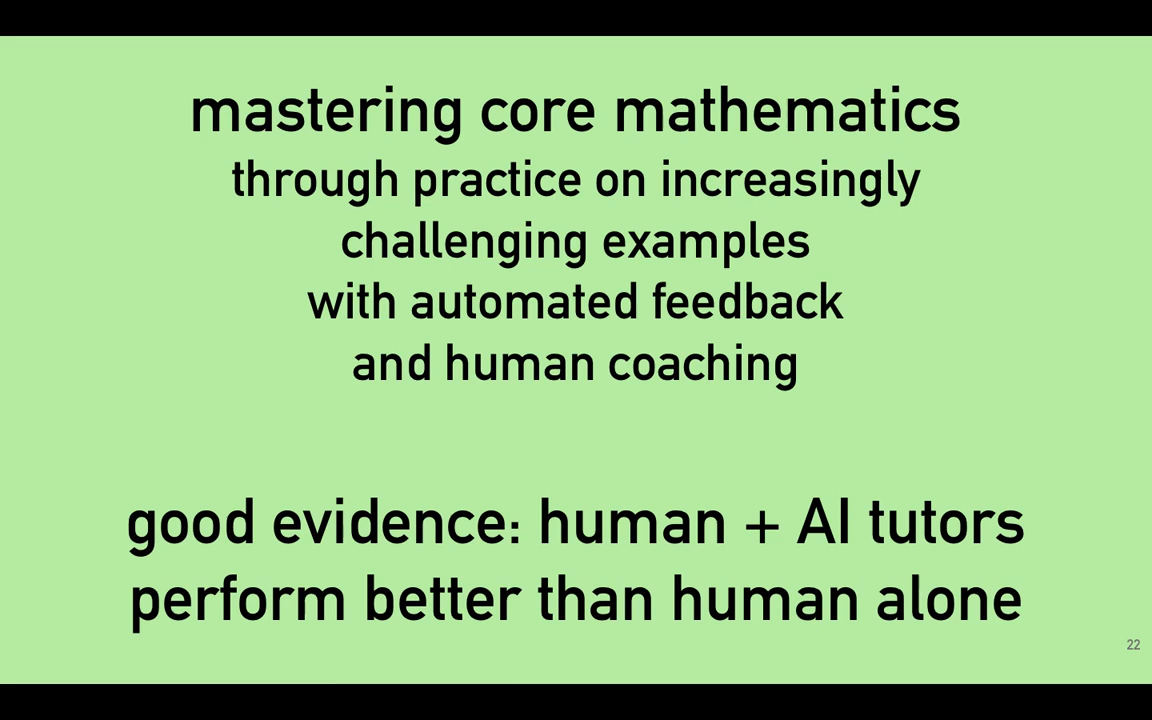 mastering core mathematics
through practice on increasingly
challenging examples
with automated feedback
and human coaching
good evidence: human + AI tutors
perform better than human alone
22